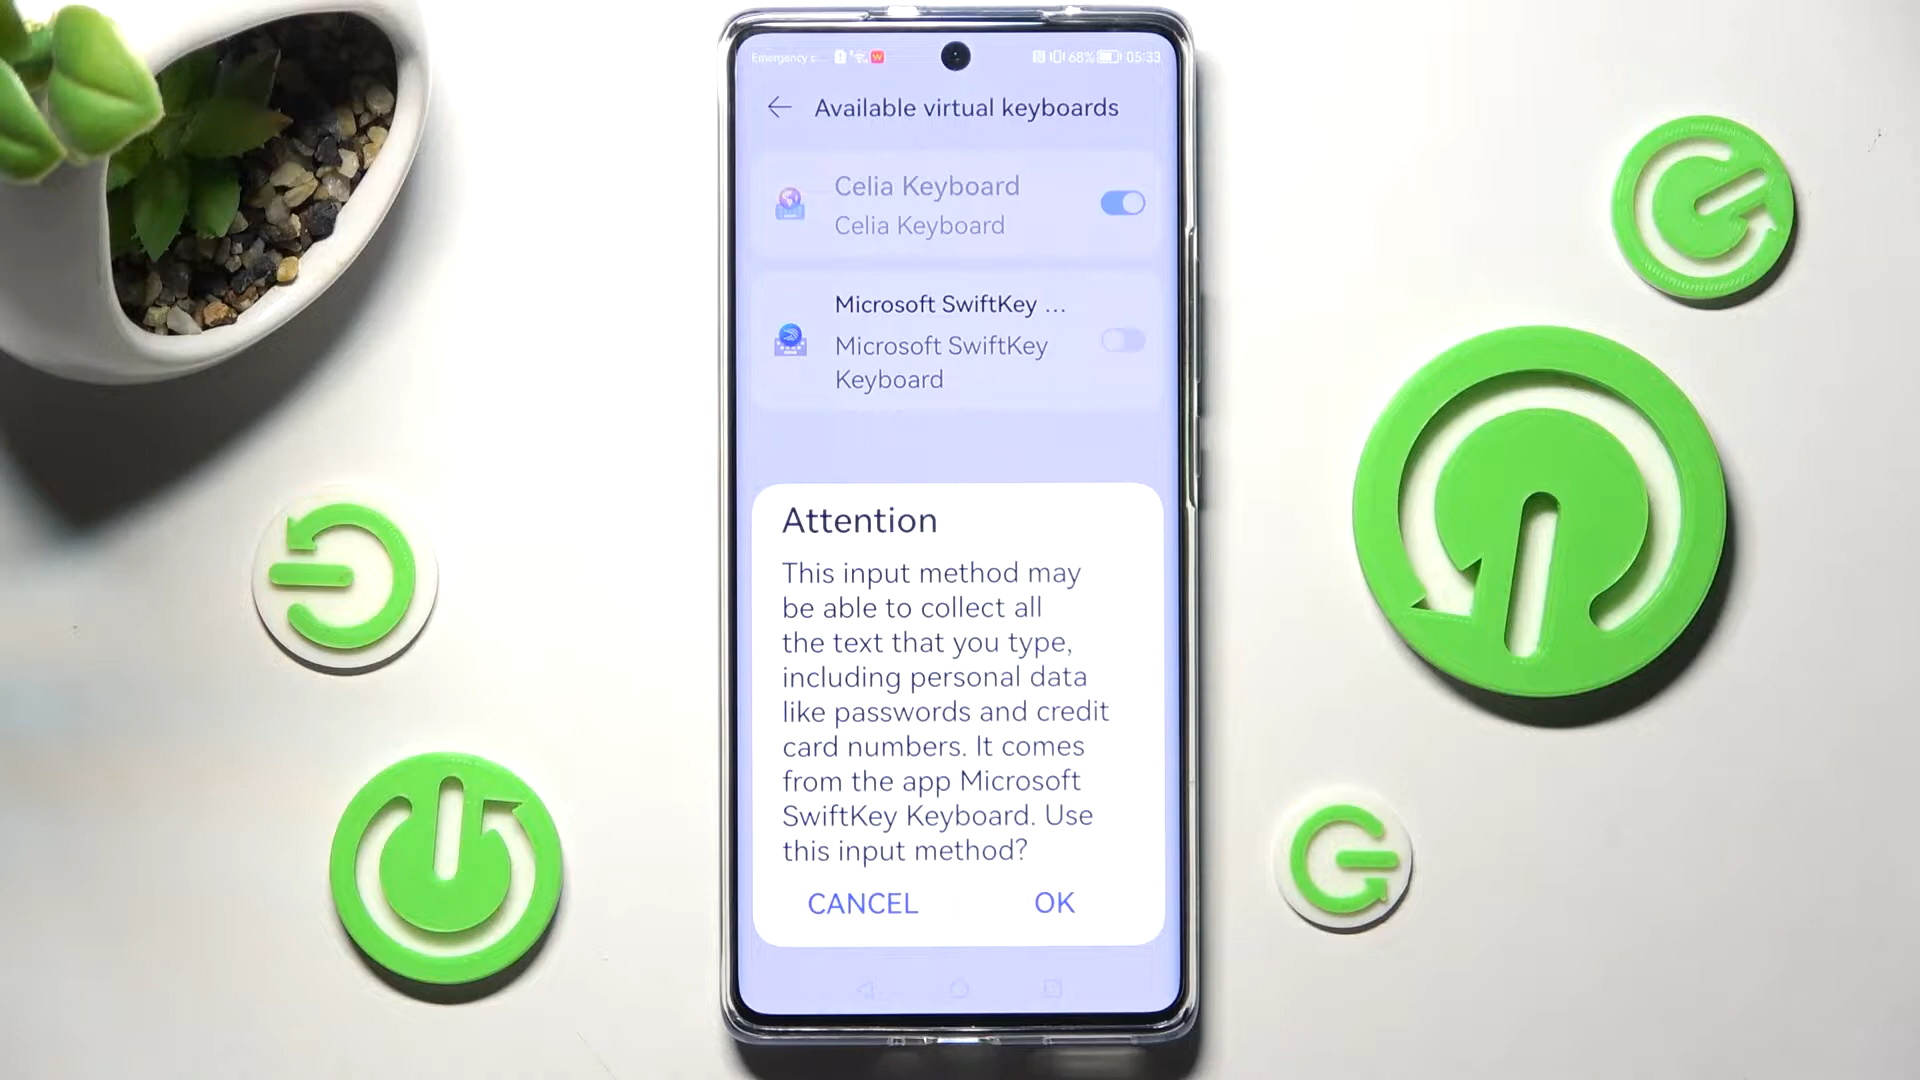 Emergency c... 68% 05:33
Available virtual keyboards
Celia Keyboard
Celia Keyboard
Microsoft SwiftKey ...
Microsoft SwiftKey
Keyboard
Attention
This input method may
be able to collect all
the text that you type,
including personal data
like passwords and credit
card numbers. It comes
from the app Microsoft
SwiftKey Keyboard. Use
this input method?
CANCEL OK